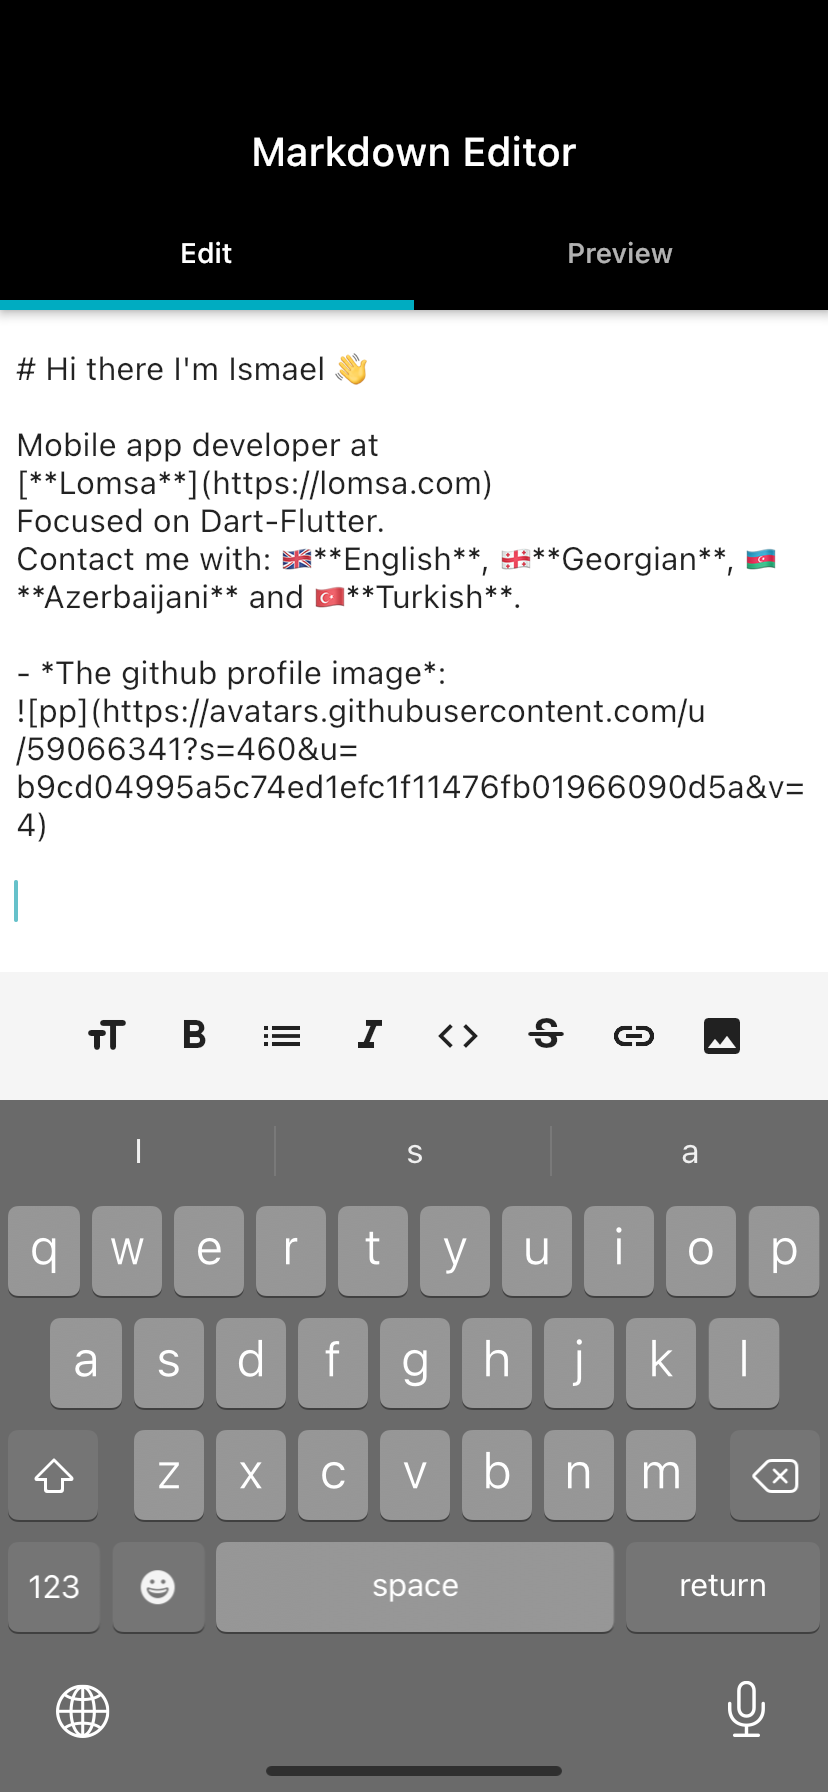 Markdown Editor
Edit Preview
# Hi there I'm Ismael 👋
Mobile app developer at
[**Lomsa**](https://lomsa.com)
Focused on Dart-Flutter.
Contact me with: 🇬🇧**English**, 🇬🇪**Georgian**, 🇦🇿
**Azerbaijani** and 🇹🇷**Turkish**.
- *The github profile image*:
![pp](https://avatars.githubusercontent.com/u
/59066341?s=460&u=
b9cd04995a5c74ed1efc1f11476fb01966090d5a&v=
4)
TT B I <> S
I s a
q w e r t y u i o p
a s d f g h j k l
z x c v b n m
123 space return